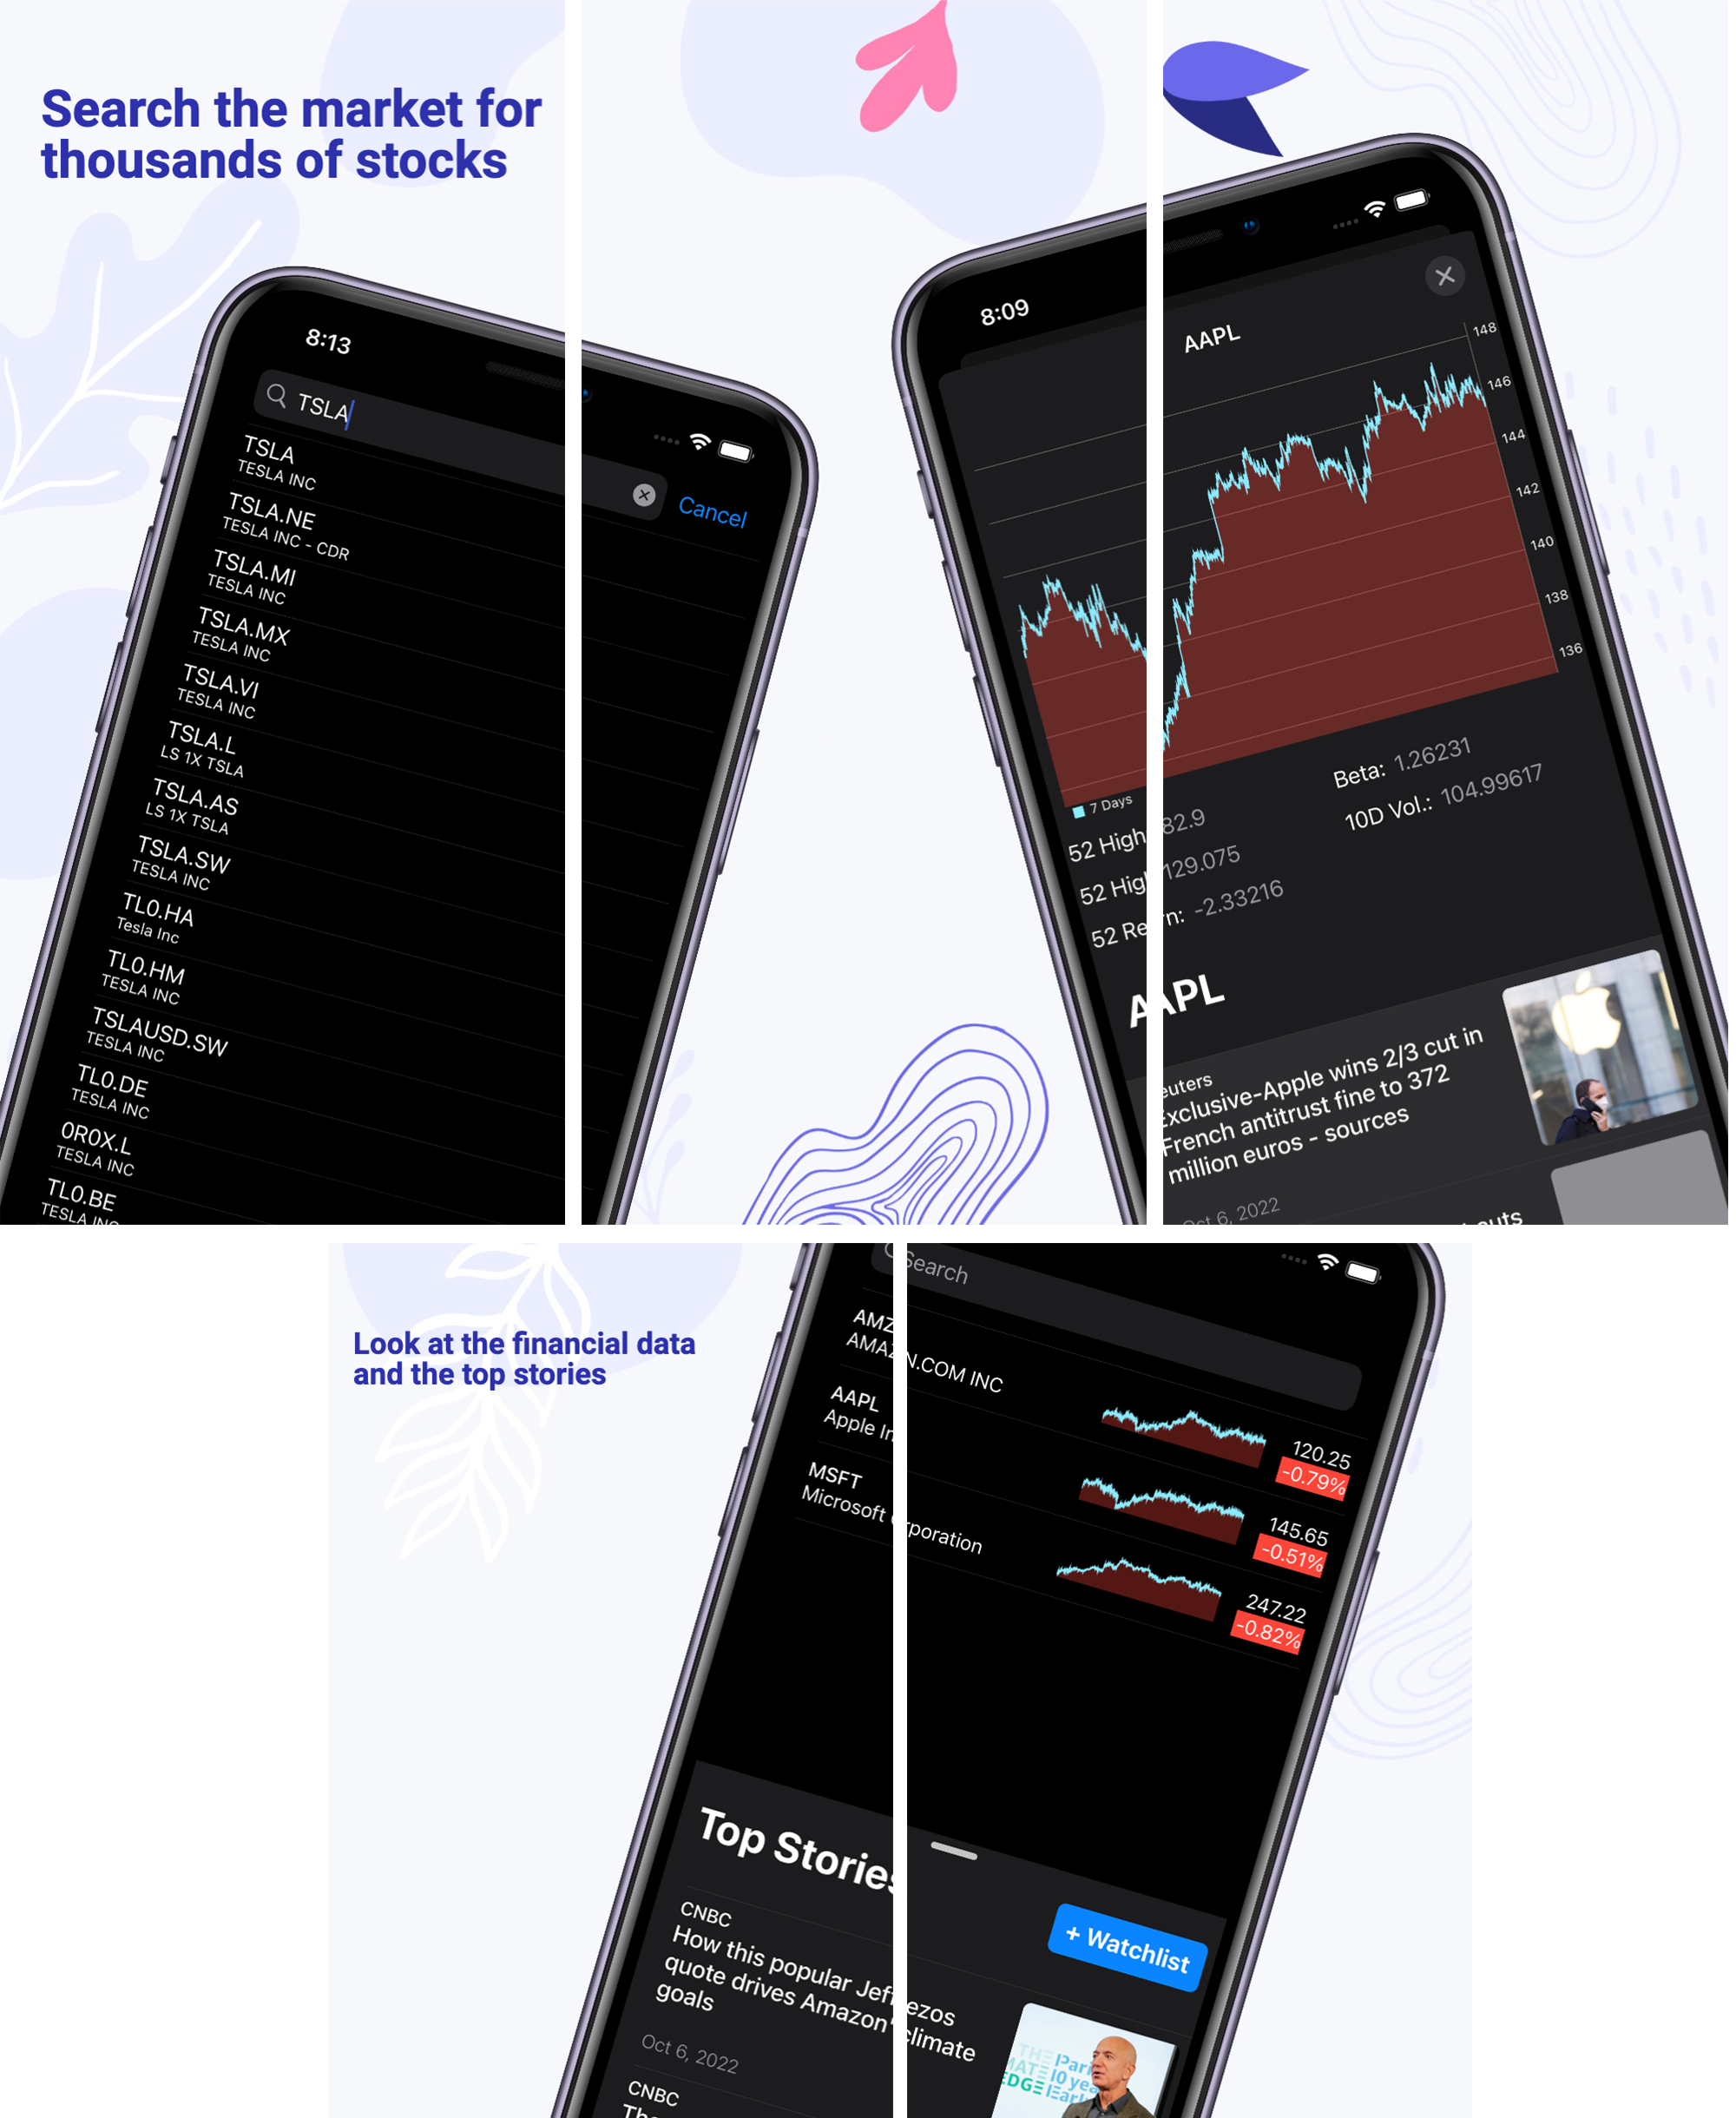 Search the market for
thousands of stocks
8:13
TSLA
Cancel
TSLA
TESLA INC
TSLA.NE
TESLA INC - CDR
TSLA.MI
TESLA INC
TSLA.MX
TESLA INC
TSLA.VI
TESLA INC
TSLA.L
LS 1X TSLA
TSLA.AS
LS 1X TSLA
TSLA.SW
TESLA INC
TL0.HA
Tesla Inc
TL0.HM
TESLA INC
TSLAUSD.SW
TESLA INC
TL0.DE
TESLA INC
0R0X.L
TESLA INC
TL0.BE
TESLA INC
8:09
AAPL
148
146
144
142
140
138
136
7 Days
52 High 82.9
Beta: 1.26231
52 High 129.075
10D Vol.: 104.99617
52 Re rn: -2.33216
AAPL
euters
Exclusive-Apple wins 2/3 cut in
French antitrust fine to 372
million euros - sources
Oct 6, 2022
Look at the financial data
and the top stories
Search
AMZ
AMAZN.COM INC
120.25
-0.79%
AAPL
Apple In
145.65
-0.51%
MSFT
Microsoft rporation
247.22
-0.82%
Top Stories
+ Watchlist
CNBC
How this popular Jeff ezos
quote drives Amazon' climate
goals
Oct 6, 2022
CNBC